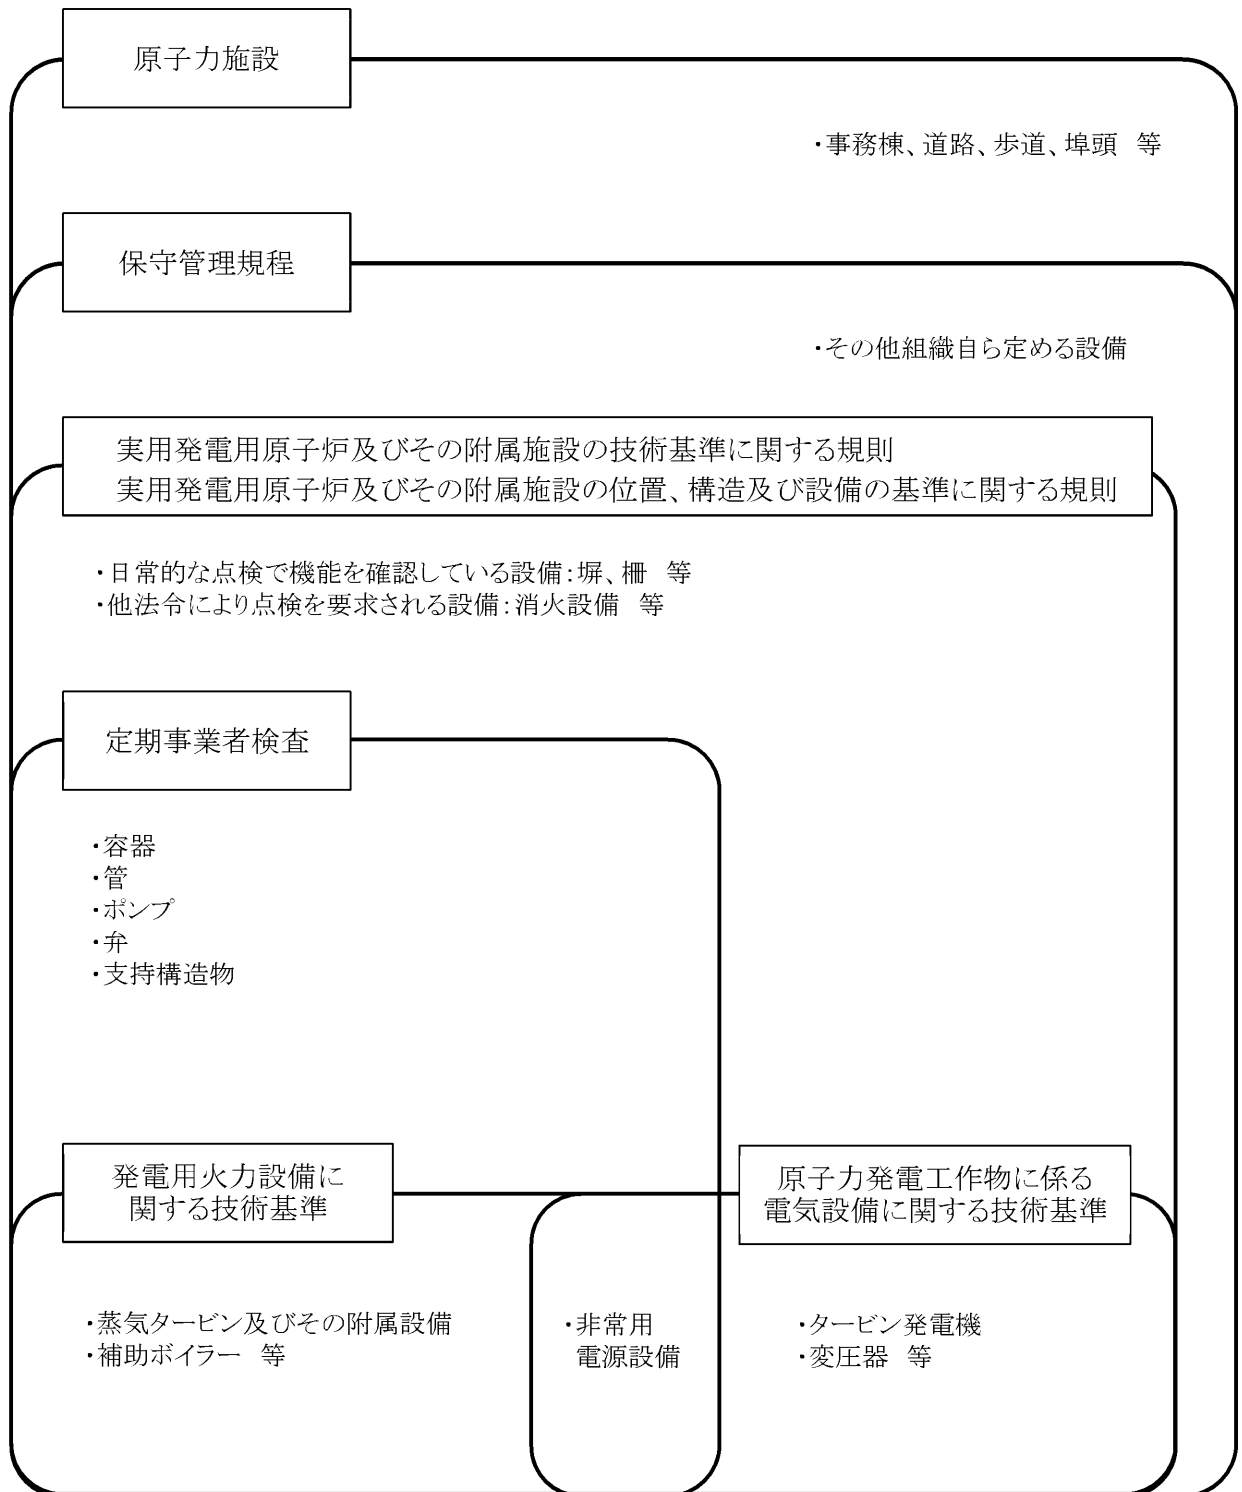 原子力施設
・事務棟、道路、歩道、埠頭　等
保守管理規程
・その他組織自ら定める設備
実用発電用原子炉及びその附属施設の技術基準に関する規則
実用発電用原子炉及びその附属施設の位置、構造及び設備の基準に関する規則
・日常的な点検で機能を確認している設備：塀、柵　等
・他法令により点検を要求される設備：消火設備　等
定期事業者検査
・容器
・管
・ポンプ
・弁
・支持構造物
発電用火力設備に
関する技術基準
原子力発電工作物に係る
電気設備に関する技術基準
・蒸気タービン及びその附属設備
・補助ボイラー　等
・非常用
電源設備
・タービン発電機
・変圧器　等